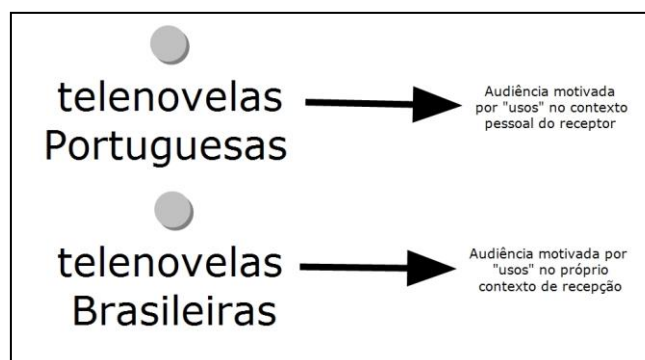 telenovelas
Portuguesas
Audiência motivada
por "usos" no contexto
pessoal do receptor
telenovelas
Brasileiras
Audiência motivada por
"usos" no próprio
contexto de recepção